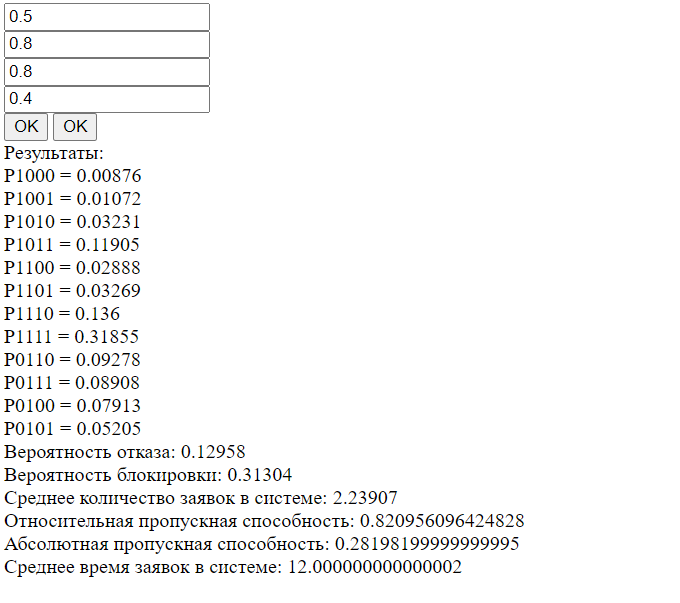 0.5
0.8
0.8
0.4
OK OK
Результаты:
P1000 = 0.00876
P1001 = 0.01072
P1010 = 0.03231
P1011 = 0.11905
P1100 = 0.02888
P1101 = 0.03269
P1110 = 0.136
P1111 = 0.31855
P0110 = 0.09278
P0111 = 0.08908
P0100 = 0.07913
P0101 = 0.05205
Вероятность отказа: 0.12958
Вероятность блокировки: 0.31304
Среднее количество заявок в системе: 2.23907
Относительная пропускная способность: 0.820956096424828
Абсолютная пропускная способность: 0.28198199999999995
Среднее время заявок в системе: 12.000000000000002